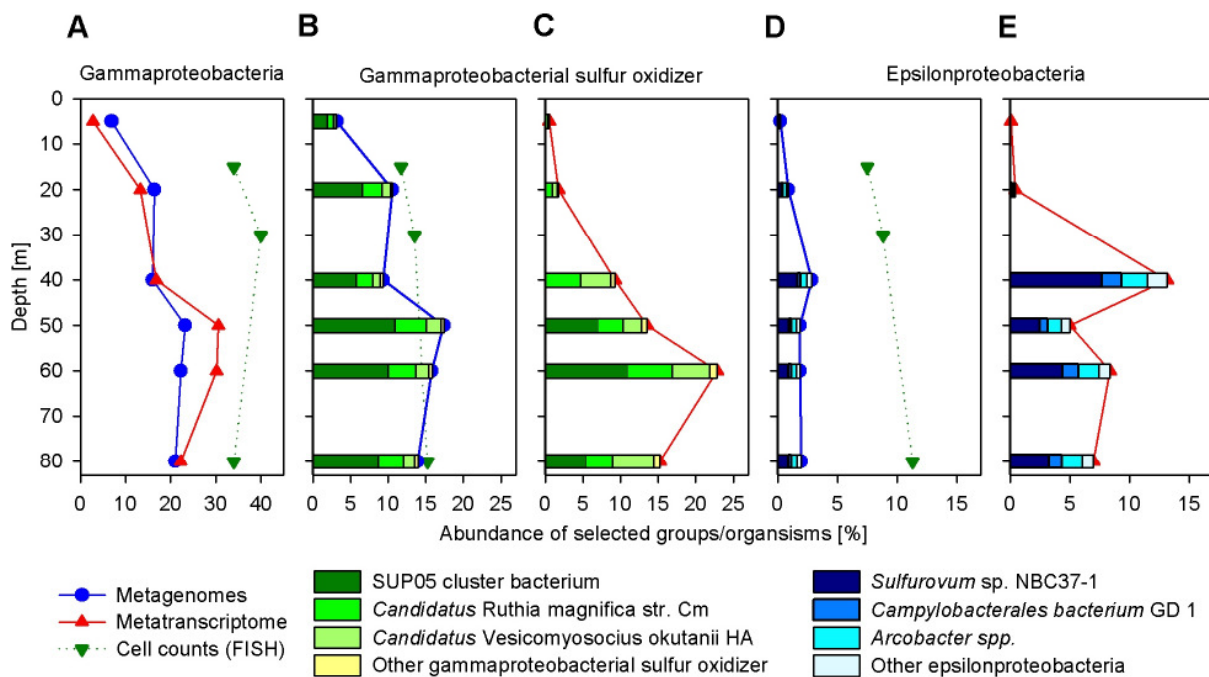 A B C D E
Gammaproteobacteria Gammaproteobacterial sulfur oxidizer Epsilonproteobacteria
Depth [m]
0
10
20
30
40
50
60
70
80
0 10 20 30 40 0 5 10 15 20 25 0 5 10 15 20 25 0 5 10 15 0 5 10 15
Abundance of selected groups/organsisms [%]
Metagenomes
Metatranscriptome
Cell counts (FISH)
SUP05 cluster bacterium
Candidatus Ruthia magnifica str. Cm
Candidatus Vesicomyosocius okutanii HA
Other gammaproteobacterial sulfur oxidizer
Sulfurovum sp. NBC37-1
Campylobacterales bacterium GD 1
Arcobacter spp.
Other epsilonproteobacteria